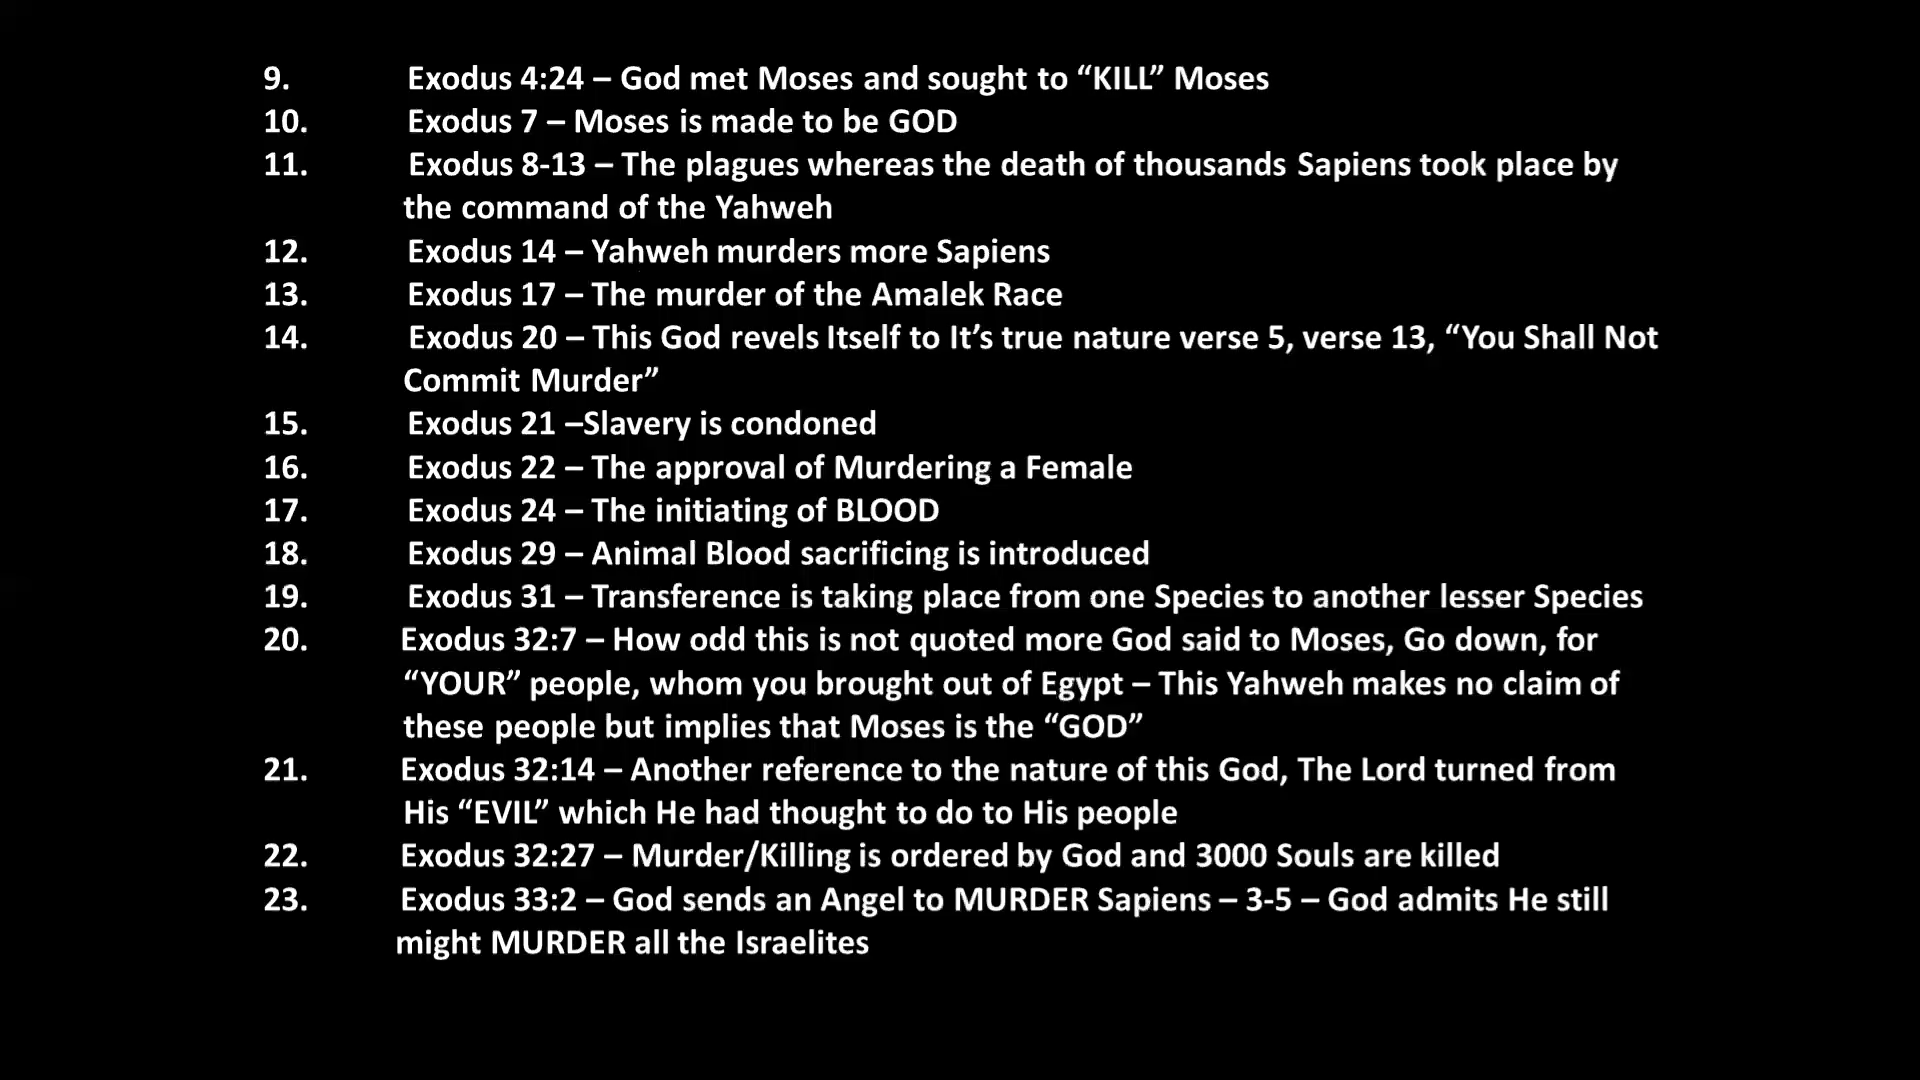 9. Exodus 4:24 – God met Moses and sought to “KILL” Moses
10. Exodus 7 – Moses is made to be GOD
11. Exodus 8-13 – The plagues whereas the death of thousands Sapiens took place by
the command of the Yahweh
12. Exodus 14 – Yahweh murders more Sapiens
13. Exodus 17 – The murder of the Amalek Race
14. Exodus 20 – This God revels Itself to It’s true nature verse 5, verse 13, “You Shall Not
Commit Murder”
15. Exodus 21 –Slavery is condoned
16. Exodus 22 – The approval of Murdering a Female
17. Exodus 24 – The initiating of BLOOD
18. Exodus 29 – Animal Blood sacrificing is introduced
19. Exodus 31 – Transference is taking place from one Species to another lesser Species
20. Exodus 32:7 – How odd this is not quoted more God said to Moses, Go down, for
“YOUR” people, whom you brought out of Egypt – This Yahweh makes no claim of
these people but implies that Moses is the “GOD”
21. Exodus 32:14 – Another reference to the nature of this God, The Lord turned from
His “EVIL” which He had thought to do to His people
22. Exodus 32:27 – Murder/Killing is ordered by God and 3000 Souls are killed
23. Exodus 33:2 – God sends an Angel to MURDER Sapiens – 3-5 – God admits He still
might MURDER all the Israelites